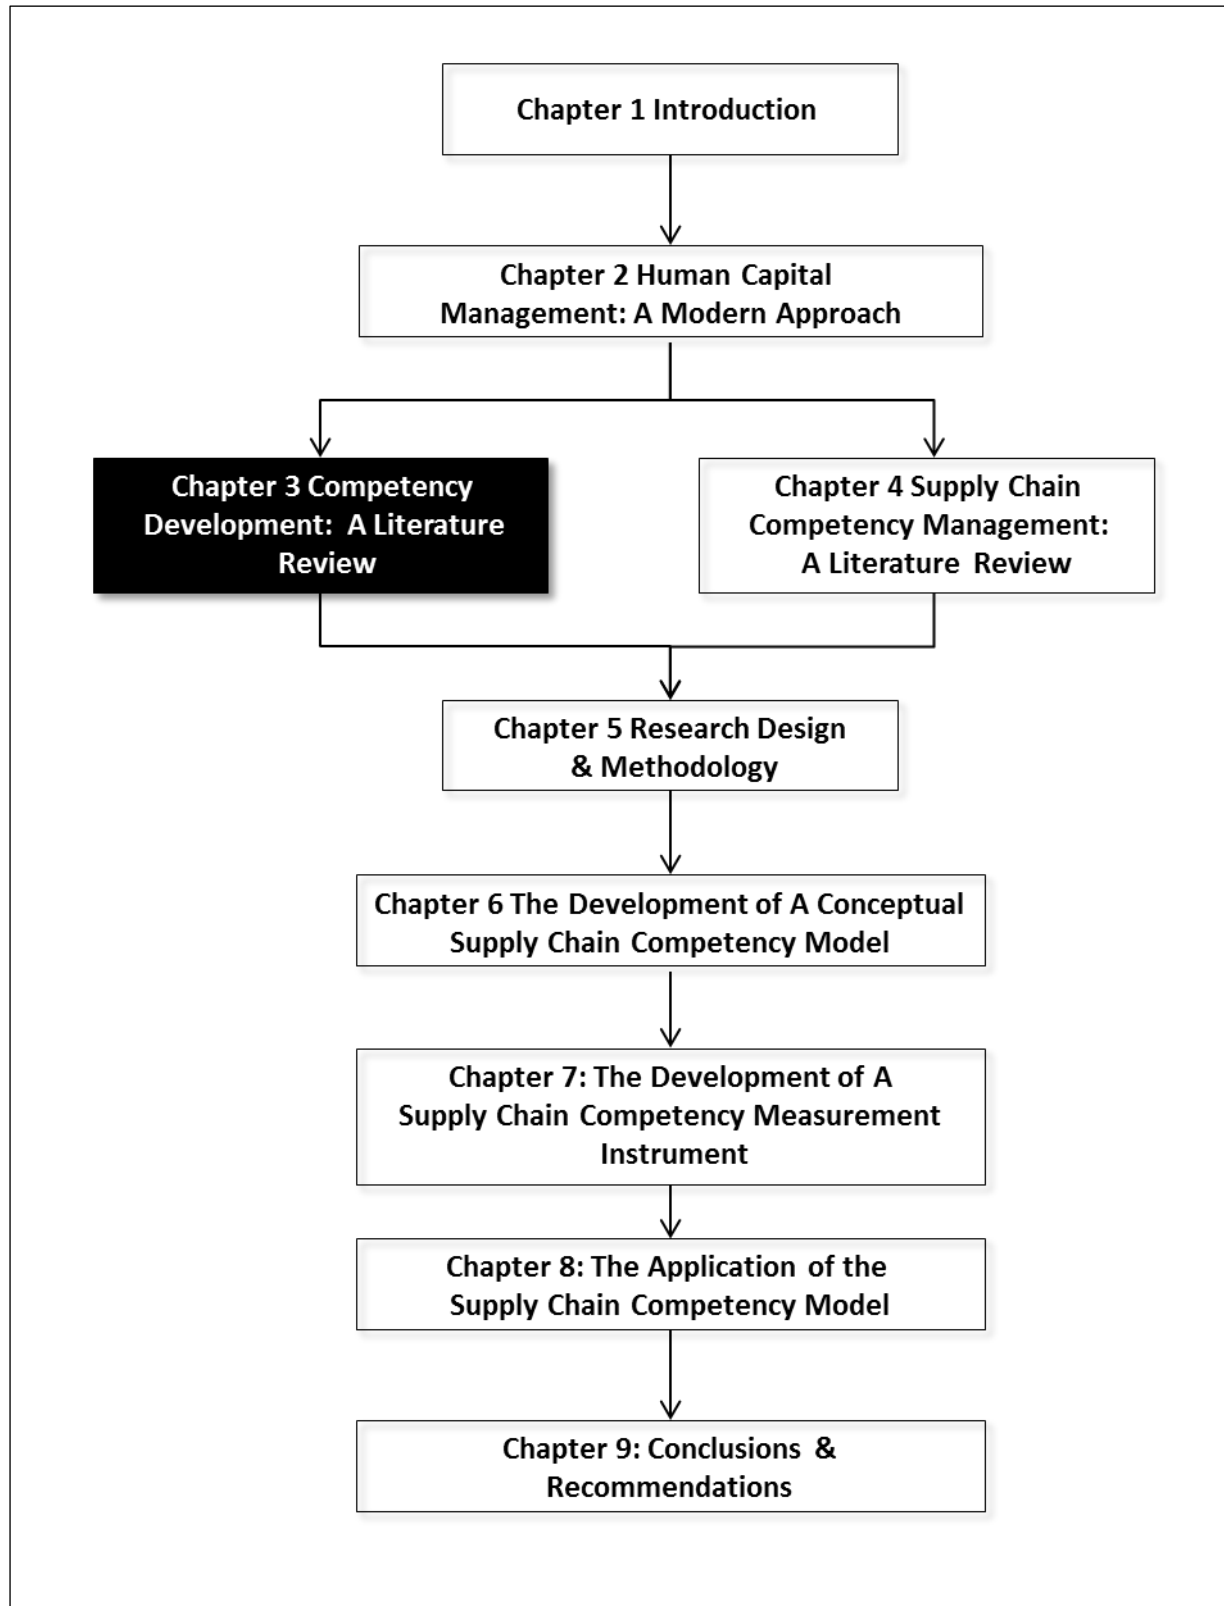 Chapter 1 Introduction
Chapter 2 Human Capital
Management: A Modern Approach
Chapter 3 Competency
Development: A Literature
Review
Chapter 4 Supply Chain
Competency Management:
A Literature Review
Chapter 5 Research Design
& Methodology
Chapter 6 The Development of A Conceptual
Supply Chain Competency Model
Chapter 7: The Development of A
Supply Chain Competency Measurement
Instrument
Chapter 8: The Application of the
Supply Chain Competency Model
Chapter 9: Conclusions &
Recommendations